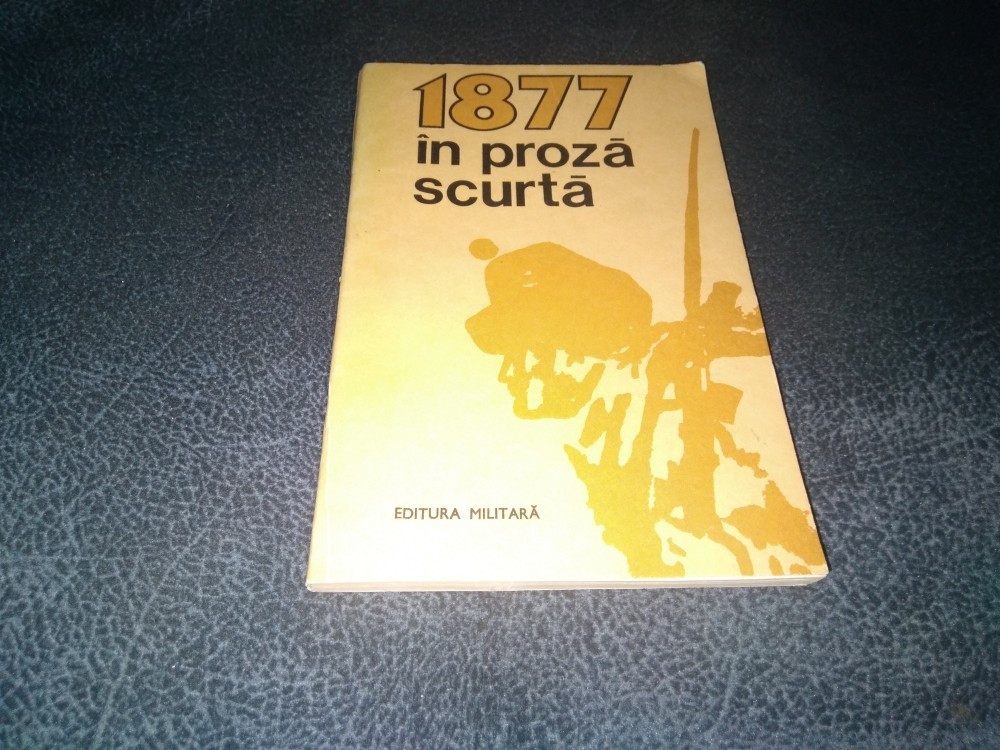 1877
în proză
scurtă
EDITURA MILITARĂ